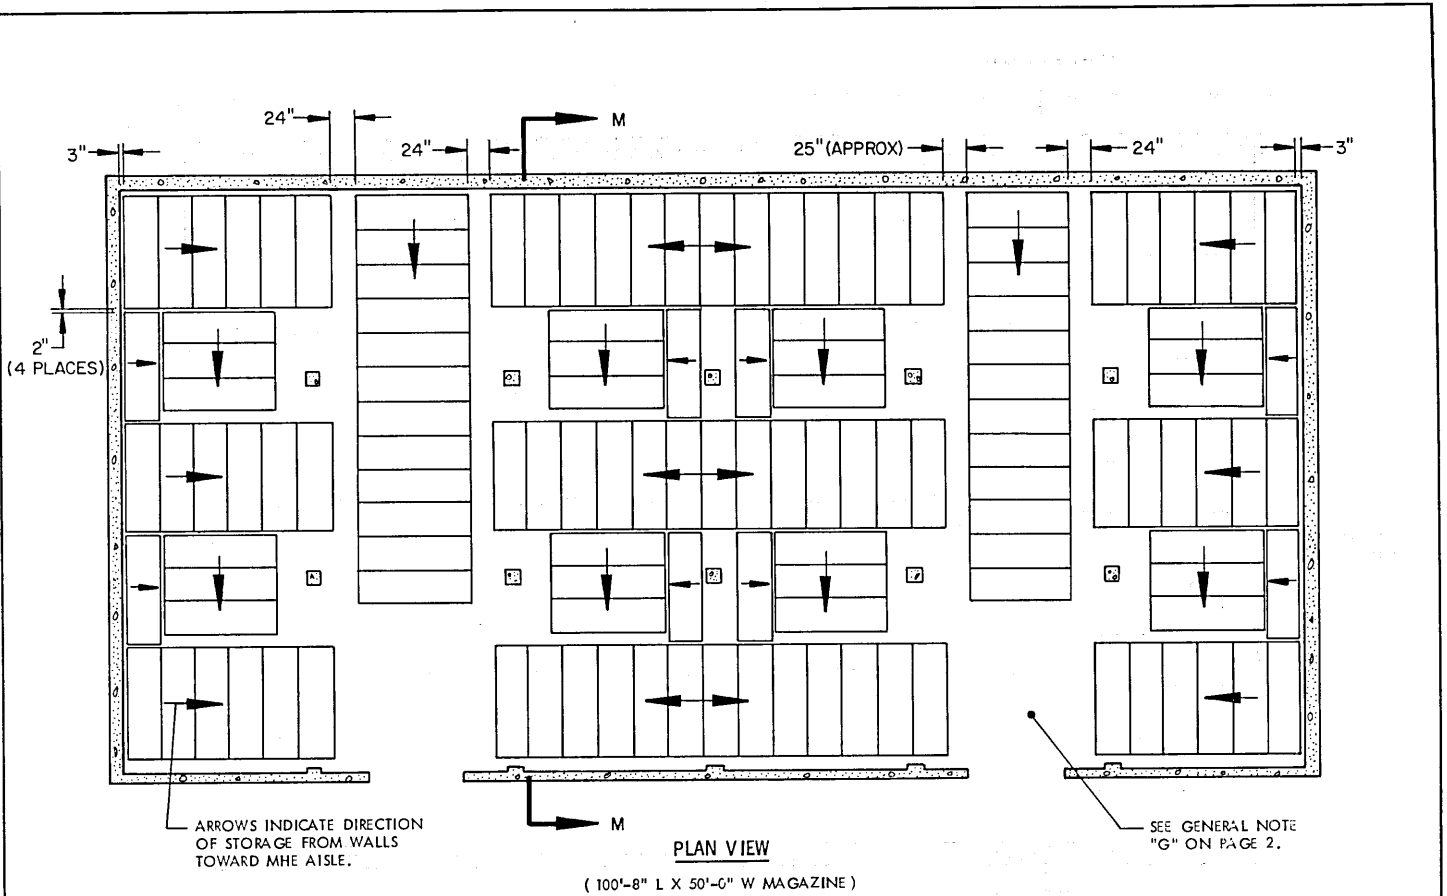 24" M
3" 24" 25"(APPROX) 24" 3"
2"
(4 PLACES)
ARROWS INDICATE DIRECTION
OF STORAGE FROM WALLS
TOWARD MHE AISLE.
M
PLAN VIEW
(100'-8" L X 50'-0" W MAGAZINE)
SEE GENERAL NOTE
"G" ON PAGE 2.